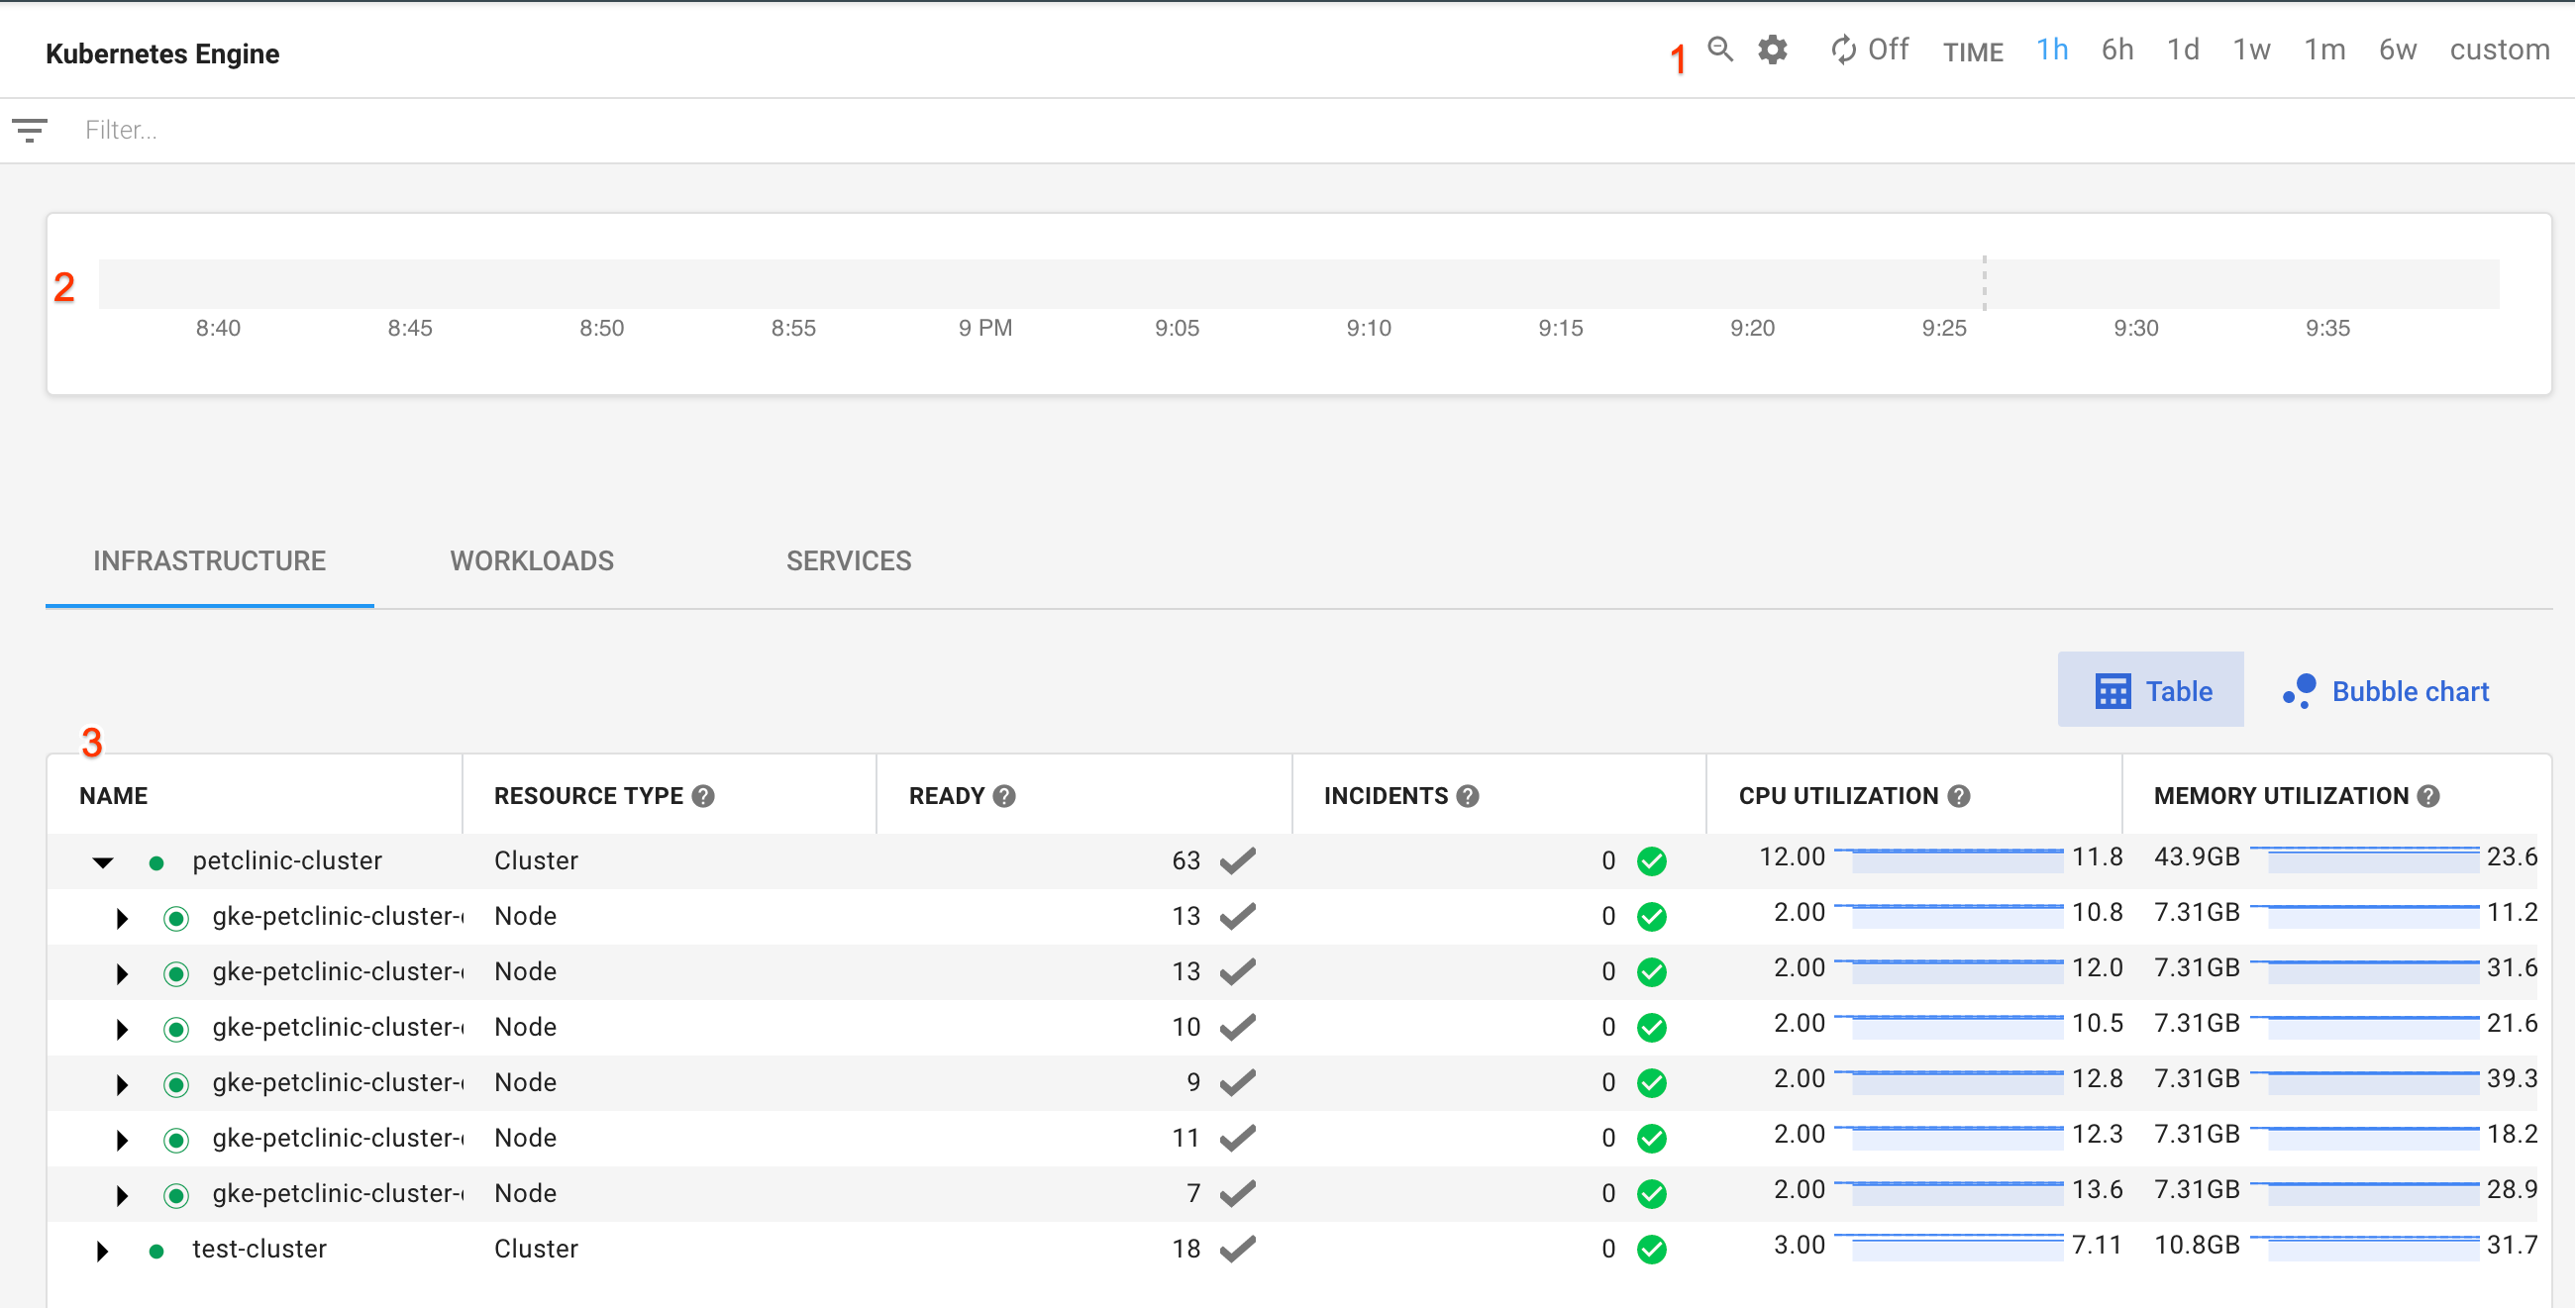 Kubernetes Engine
1 Off TIME 1h 6h 1d 1w 1m 6w custom
Filter...
2
8:40 8:45 8:50 8:55 9 PM 9:05 9:10 9:15 9:20 9:25 9:30 9:35
INFRASTRUCTURE WORKLOADS SERVICES
Table Bubble chart
3
NAME RESOURCE TYPE READY INCIDENTS CPU UTILIZATION MEMORY UTILIZATION
petclinic-cluster Cluster 63 0 12.00 11.8 43.9GB 23.6
gke-petclinic-cluster- Node 13 0 2.00 10.8 7.31GB 11.2
gke-petclinic-cluster- Node 13 0 2.00 12.0 7.31GB 31.6
gke-petclinic-cluster- Node 10 0 2.00 10.5 7.31GB 21.6
gke-petclinic-cluster- Node 9 0 2.00 12.8 7.31GB 39.3
gke-petclinic-cluster- Node 11 0 2.00 12.3 7.31GB 18.2
gke-petclinic-cluster- Node 7 0 2.00 13.6 7.31GB 28.9
test-cluster Cluster 18 0 3.00 7.11 10.8GB 31.7